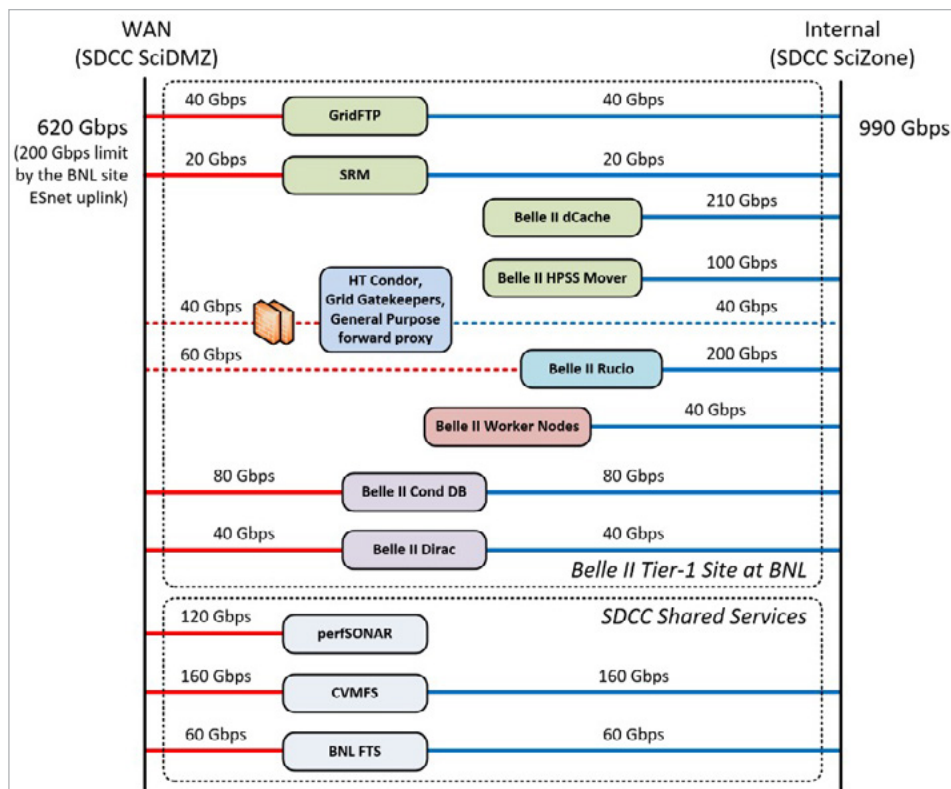 WAN
(SDCC SciDMZ)
Internal
(SDCC SciZone)
620 Gbps
(200 Gbps limit
by the BNL site
ESnet uplink)
990 Gbps
40 Gbps
GridFTP
40 Gbps
20 Gbps
SRM
20 Gbps
Belle II dCache
210 Gbps
Belle II HPSS Mover
100 Gbps
40 Gbps
HT Condor,
Grid Gatekeepers,
General Purpose
forward proxy
40 Gbps
60 Gbps
Belle II Rucio
200 Gbps
Belle II Worker Nodes
40 Gbps
80 Gbps
Belle II Cond DB
80 Gbps
40 Gbps
Belle II Dirac
40 Gbps
Belle II Tier-1 Site at BNL
SDCC Shared Services
120 Gbps
perfSONAR
160 Gbps
CVMFS
160 Gbps
60 Gbps
BNL FTS
60 Gbps